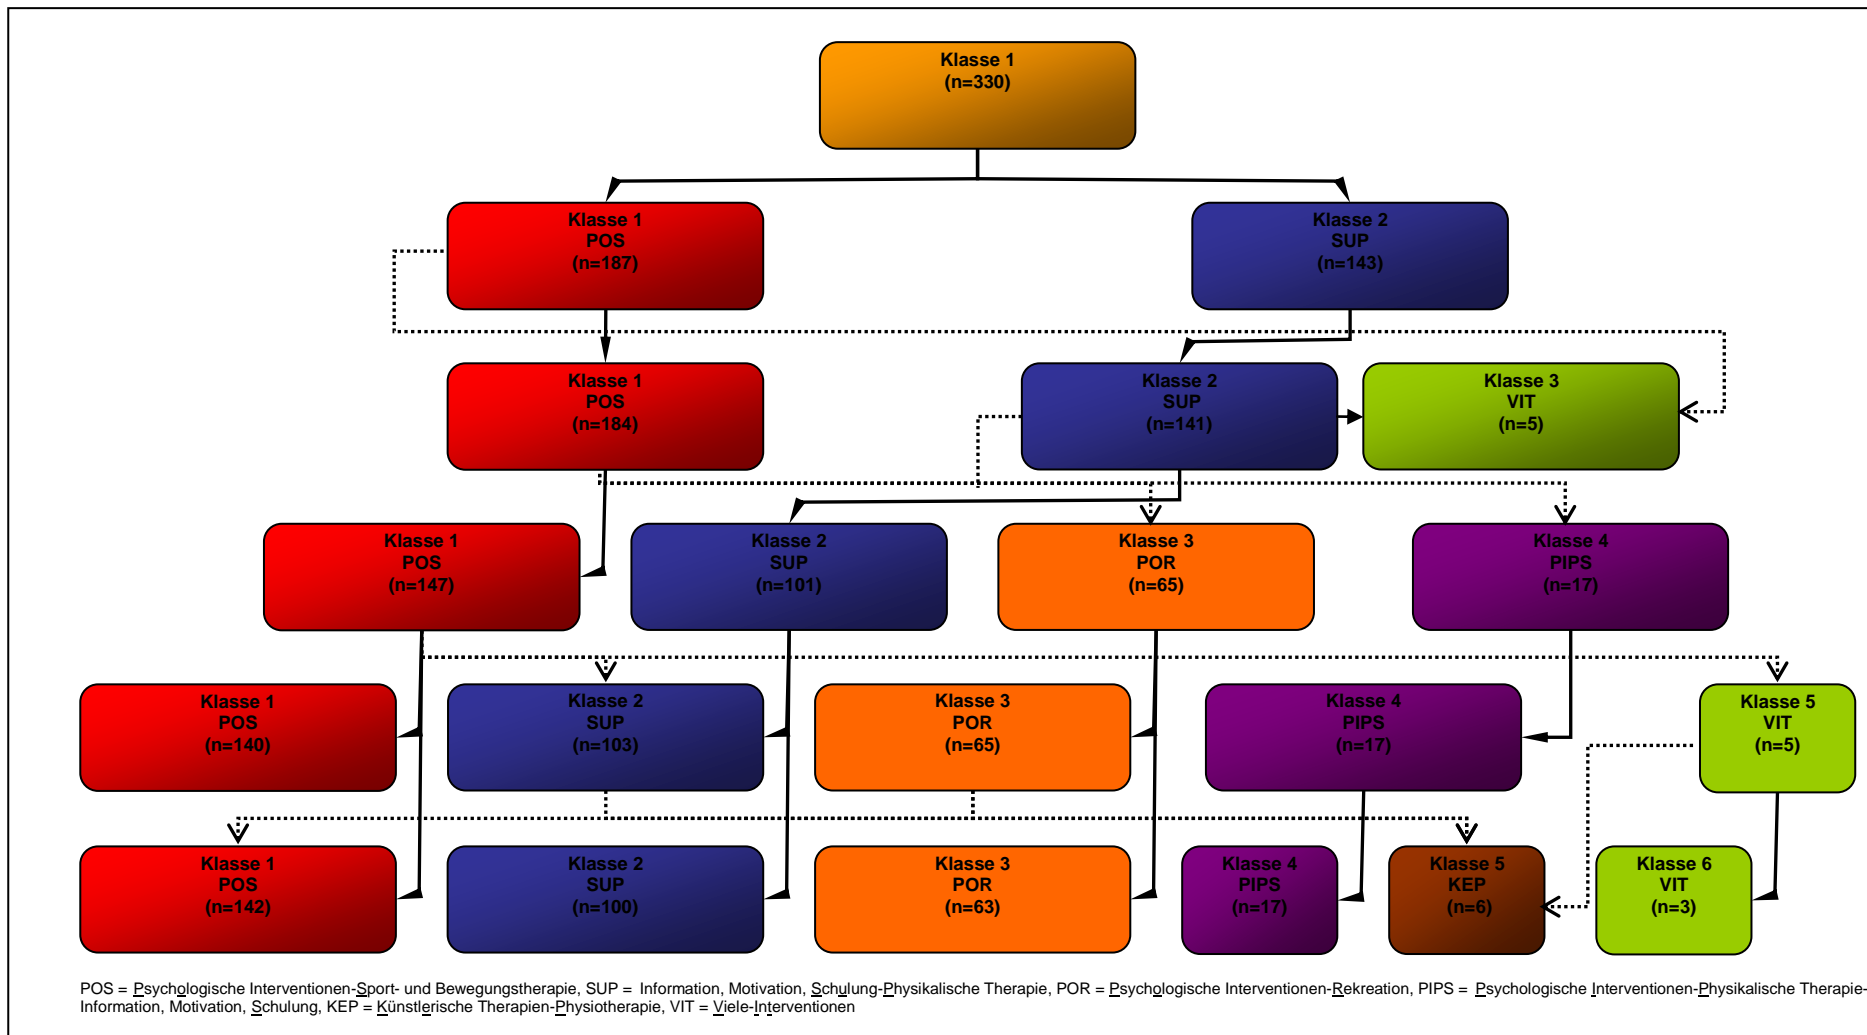 Klasse 1
(n=330)
Klasse 1
POS
(n=187)
Klasse 2
SUP
(n=143)
Klasse 1
POS
(n=184)
Klasse 2
SUP
(n=141)
Klasse 3
VIT
(n=5)
Klasse 1
POS
(n=147)
Klasse 2
SUP
(n=101)
Klasse 3
POR
(n=65)
Klasse 4
PIPS
(n=17)
Klasse 1
POS
(n=140)
Klasse 2
SUP
(n=103)
Klasse 3
POR
(n=65)
Klasse 4
PIPS
(n=17)
Klasse 5
VIT
(n=5)
Klasse 1
POS
(n=142)
Klasse 2
SUP
(n=100)
Klasse 3
POR
(n=63)
Klasse 4
PIPS
(n=17)
Klasse 5
KEP
(n=6)
Klasse 6
VIT
(n=3)
POS = Psychologische Interventionen-Sport- und Bewegungstherapie, SUP = Information, Motivation, Schulung-Physikalische Therapie, POR = Psychologische Interventionen-Rekreation, PIPS = Psychologische Interventionen-Physikalische Therapie-
Information, Motivation, Schulung, KEP = Künstlerische Therapien-Physiotherapie, VIT = Viele-Interventionen